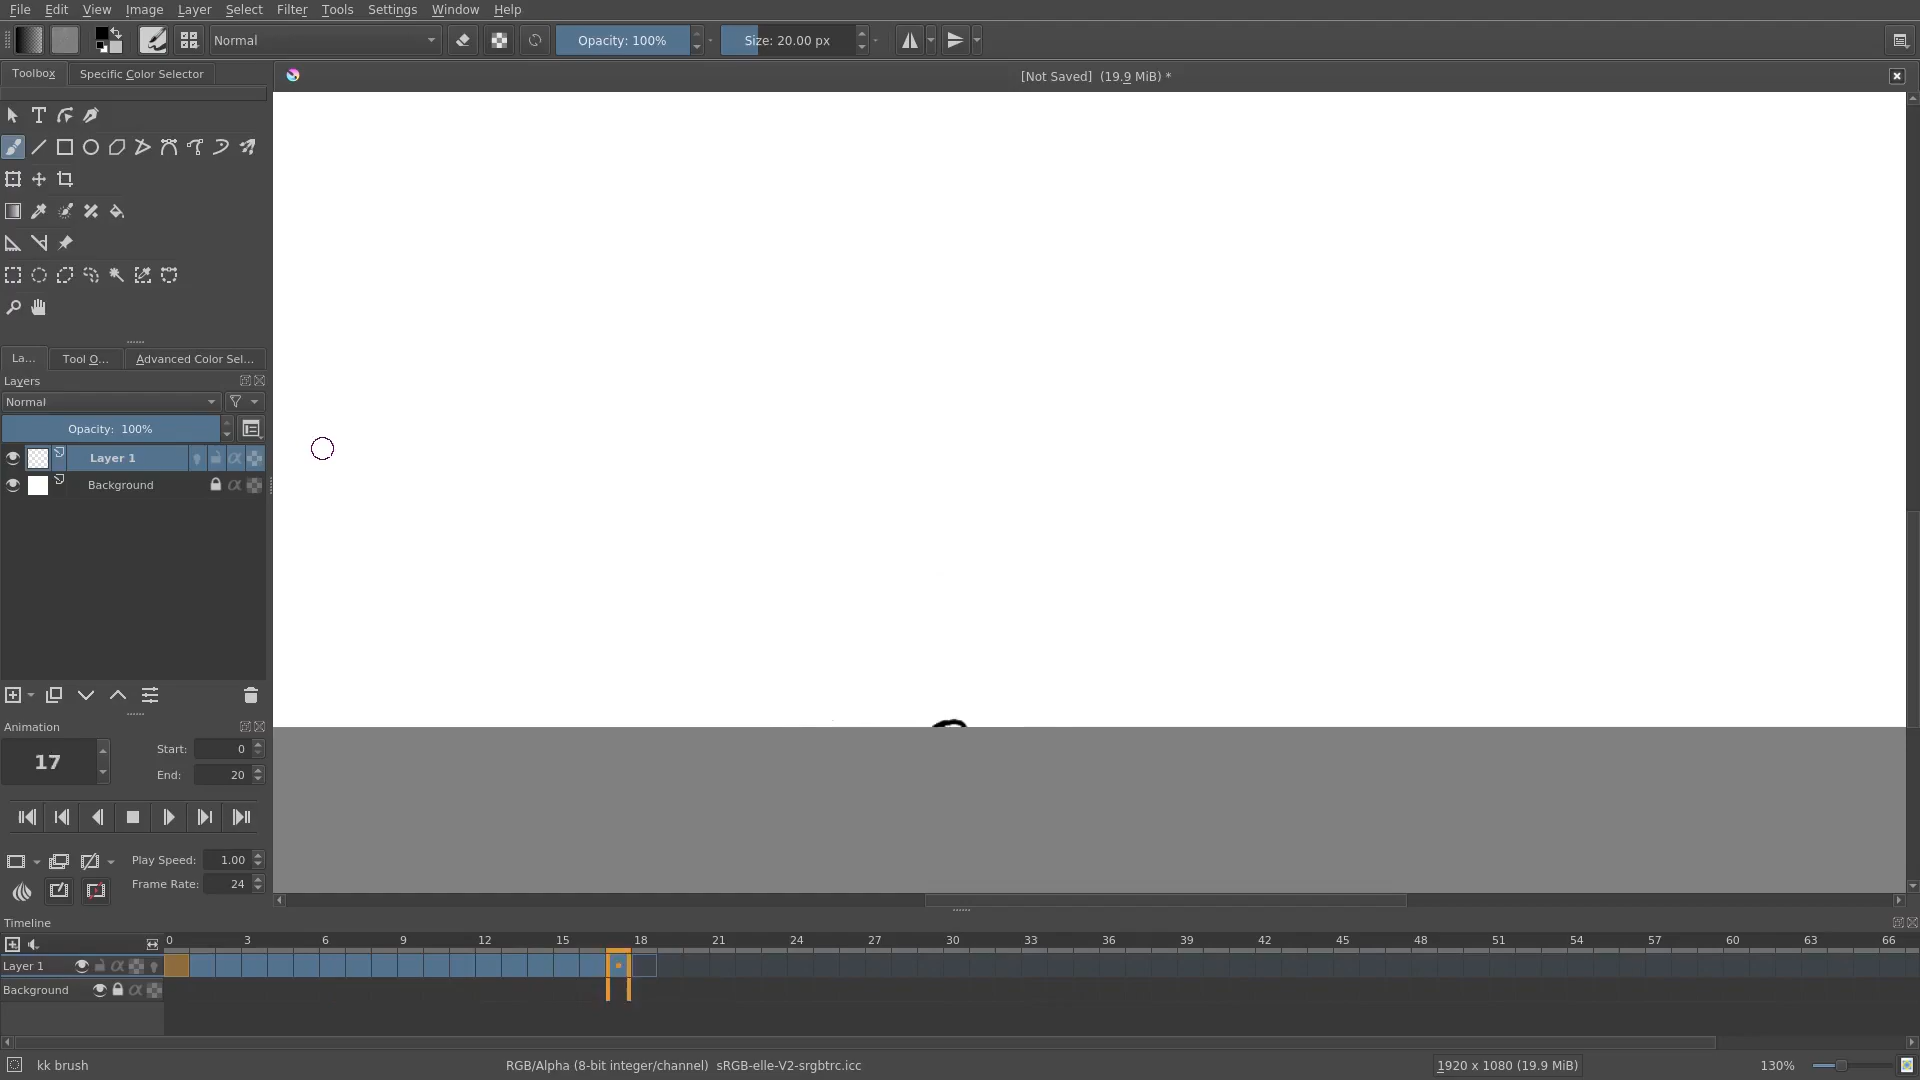 File Edit View Image Layer Select Filter Tools Settings Window Help
Normal Opacity: 100% Size: 20.00 px
Toolbox Specific Color Selector
[Not Saved] (19.9 MiB) *
La... Tool O... Advanced Color Sel...
Layers
Normal
Opacity: 100%
Layer 1
Background
Animation
17
Start: 0
End: 20
Play Speed: 1.00
Frame Rate: 24
Timeline
0 3 6 9 12 15 18 21 24 27 30 33 36 39 42 45 48 51 54 57 60 63 66
Layer 1
Background
kk brush RGB/Alpha (8-bit integer/channel) sRGB-elle-V2-srgbtrc.icc 1920 x 1080 (19.9 MiB) 130%